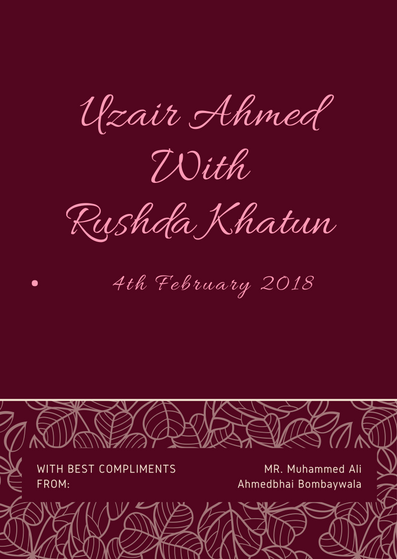 Uzair Ahmed
With
Rushda Khatun
• 4th February 2018
WITH BEST COMPLIMENTS
FROM:
MR. Muhammed Ali
Ahmedbhai Bombaywala